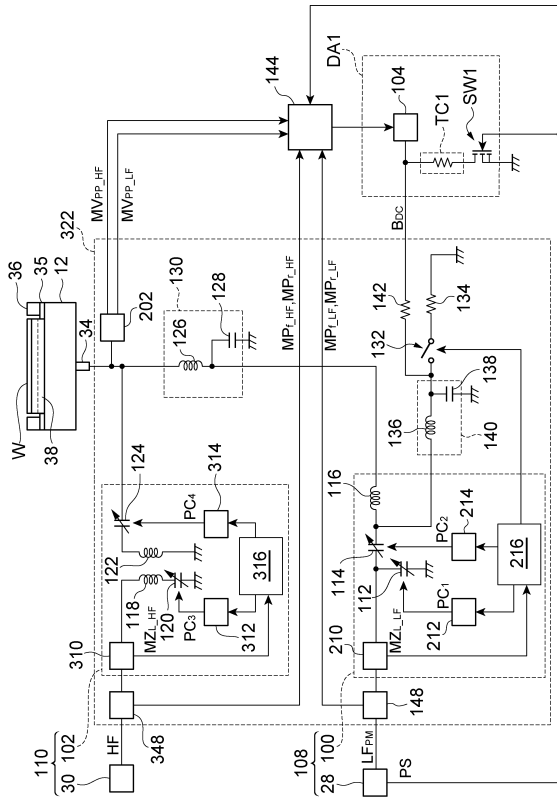 36
35
12
34
W
38
322
MVPP_HF
MVPP_LF
144
DA1
104
TC1
SW1
BDC
202
130
128
126
MPf_HF,MPr_HF
MPf_LF,MPr_LF
142
134
132
138
136
140
116
124
314
PC4
122
118
120
316
PC3
312
MZL_HF
310
114
PC2
214
112
216
PC1
212
MZL_LF
210
110
102
30
HF
348
108
100
28
LFPM
148
PS